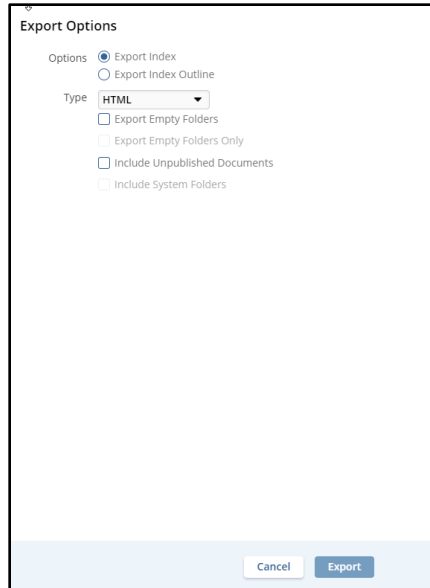 Export Options
Options Export Index
Export Index Outline
Type HTML
Export Empty Folders
Export Empty Folders Only
Include Unpublished Documents
Include System Folders
Cancel Export